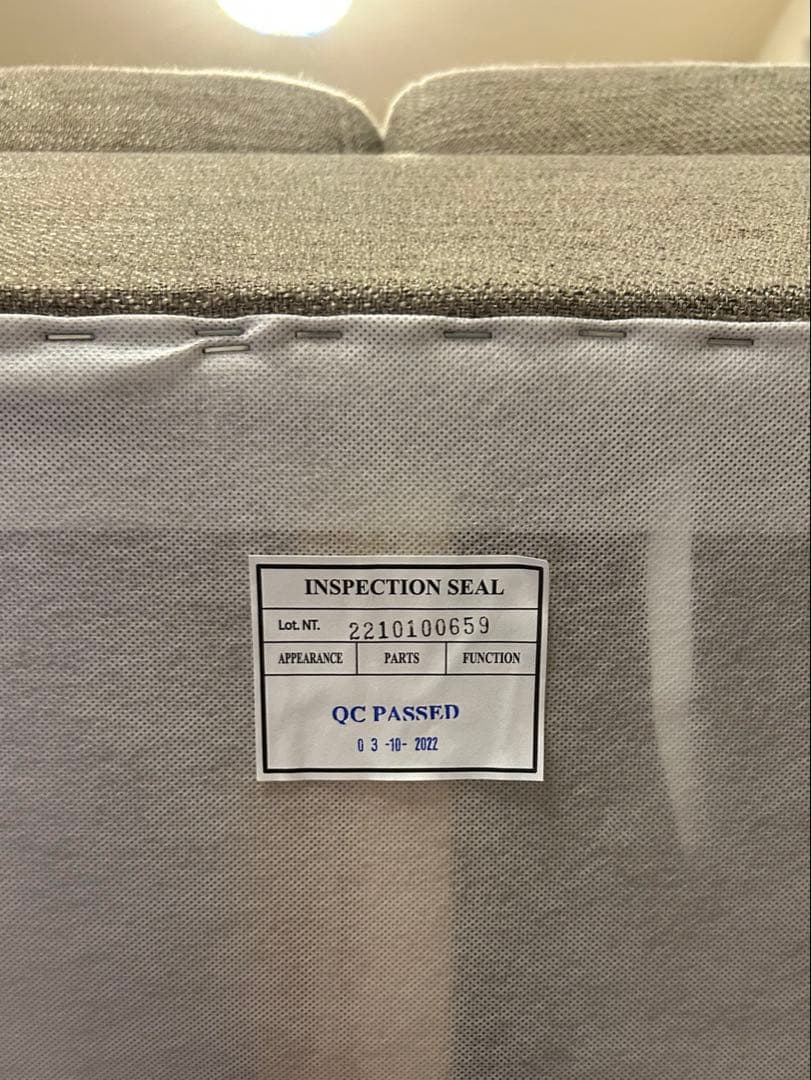 INSPECTION SEAL
Lot. NT. 2210100659
APPEARANCE PARTS FUNCTION
QC PASSED
0 3 -10- 2022